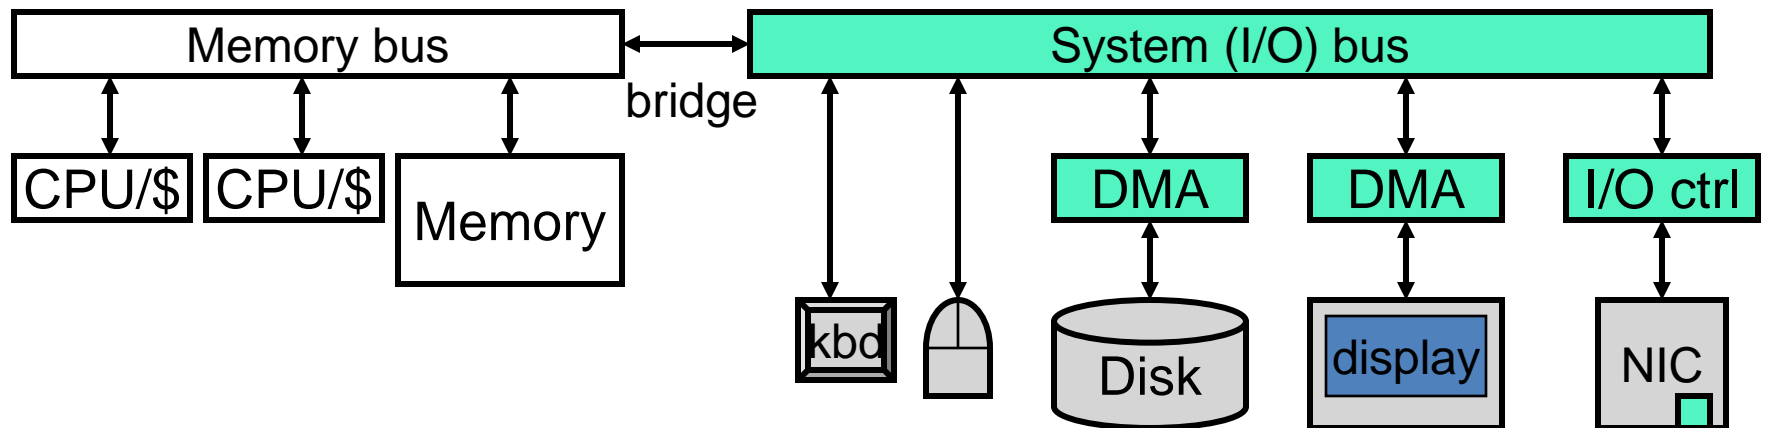 Memory bus
System (I/O) bus
bridge
CPU/$
CPU/$
Memory
DMA
DMA
I/O ctrl
kbd
Disk
display
NIC